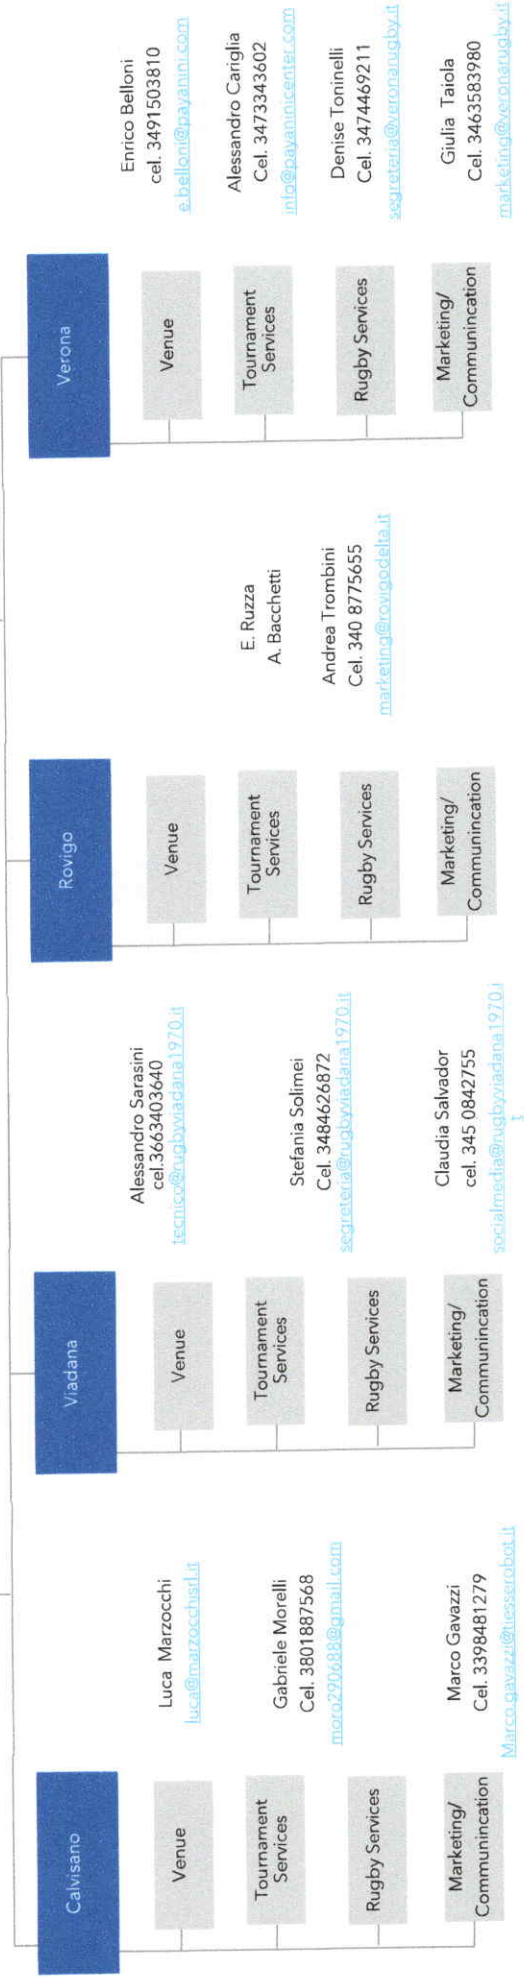 Calvisano
Venue
Luca Marzocchi
luca@marzocchisrl.it
Tournament
Services
Gabriele Morelli
Cel. 3801887568
moro290688@gmail.com
Rugby Services
Marketing/
Communincation
Marco Gavazzi
Cel. 3398481279
Marco.gavazzi@tiesserobot.it
Viadana
Venue
Alessandro Sarasini
cel.3663403640
tecnico@rugbyviadana1970.it
Tournament
Services
Stefania Solimei
Cel. 3484626872
segreteria@rugbyviadana1970.it
Rugby Services
Marketing/
Communincation
Claudia Salvador
cel. 345 0842755
socialmedia@rugbyviadana1970.i
t
Rovigo
Venue
Tournament
Services
E. Ruzza
A. Bacchetti
Rugby Services
Andrea Trombini
Cel. 340 8775655
marketing@rovigodelta.it
Marketing/
Communincation
Verona
Venue
Enrico Belloni
cel. 3491503810
e.belloni@payanini.com
Tournament
Services
Alessandro Cariglia
Cel. 3473343602
info@payaninicenter.com
Rugby Services
Denise Toninelli
Cel. 3474469211
segreteria@veronarugby.it
Marketing/
Communincation
Giulia Taiola
Cel. 3463583980
marketing@veronarugby.it